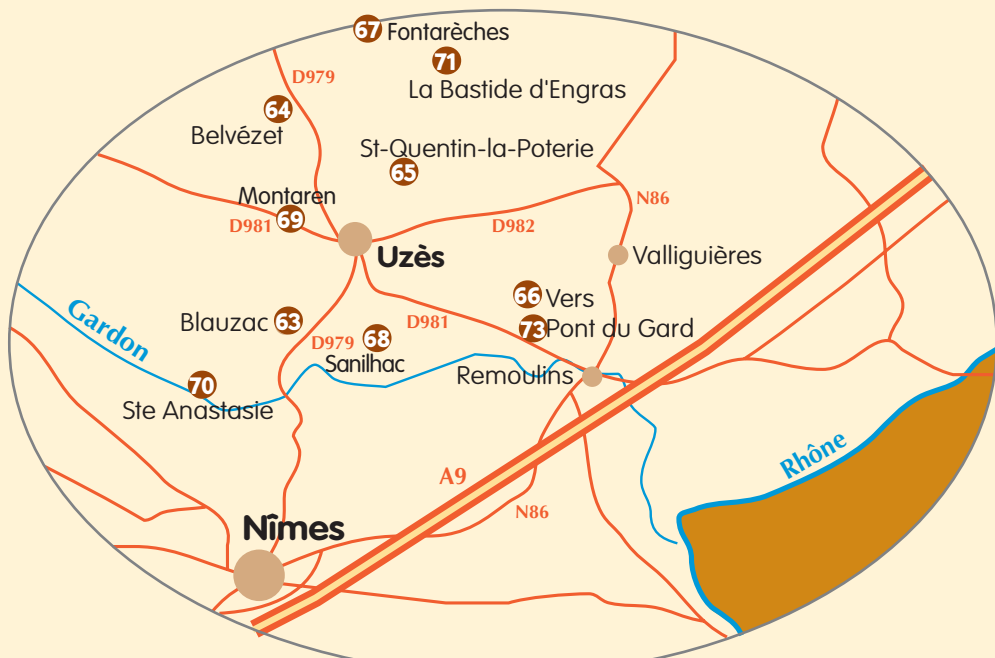 67 Fontarèches
71
La Bastide d'Engras
D979
64
Belvézet
St-Quentin-la-Poterie
65
Montaren
69
D981
D982
N86
Uzès
Valliguières
66 Vers
Gardon
Blauzac 63
D981
73 Pont du Gard
D979
68
Sanilhac
Remoulins
70
Ste Anastasie
Rhône
A9
N86
Nîmes